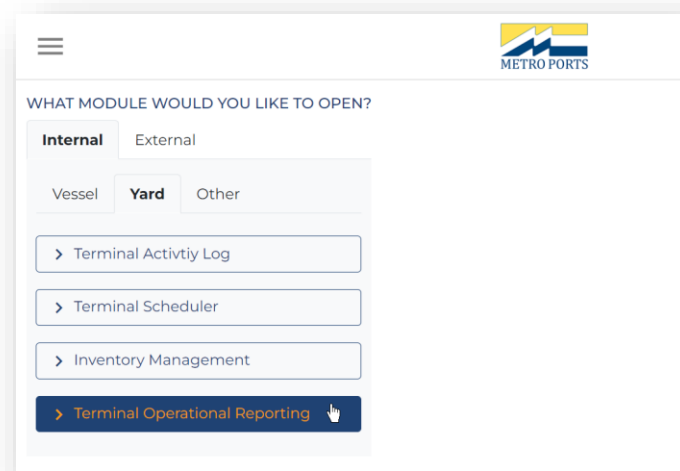 METRO PORTS
WHAT MODULE WOULD YOU LIKE TO OPEN?
Internal External
Vessel Yard Other
Terminal Activtiy Log
Terminal Scheduler
Inventory Management
Terminal Operational Reporting